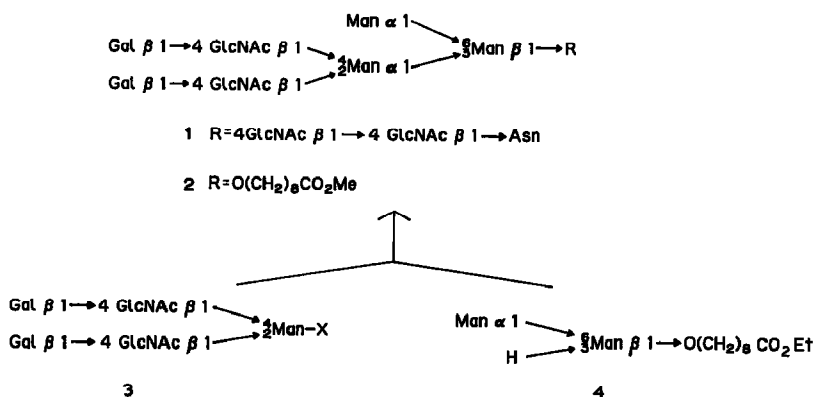 Man α 1
Gal β 1→4 GlcNAc β 1
6
3Man β 1→R
4
2Man α 1
Gal β 1→4 GlcNAc β 1
1 R=4GlcNAc β 1→4 GlcNAc β 1→Asn
2 R=O(CH₂)₈CO₂Me
Gal β 1→4 GlcNAc β 1
4
2Man-X
Gal β 1→4 GlcNAc β 1
3
Man α 1
6
3Man β 1→O(CH₂)₈ CO₂Et
H
4